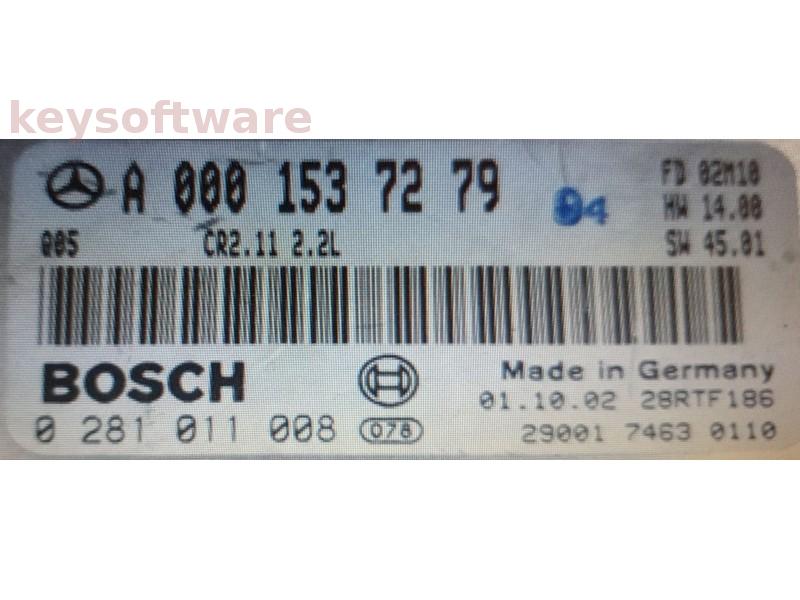 keysoftware
A 000 153 72 79
94
FD 02M10
HW 14.00
SW 45.01
Q05 CR2.11 2.2L
BOSCH
Made in Germany
01.10.02 28RTF186
0 281 011 008 078
29001 7463 0110